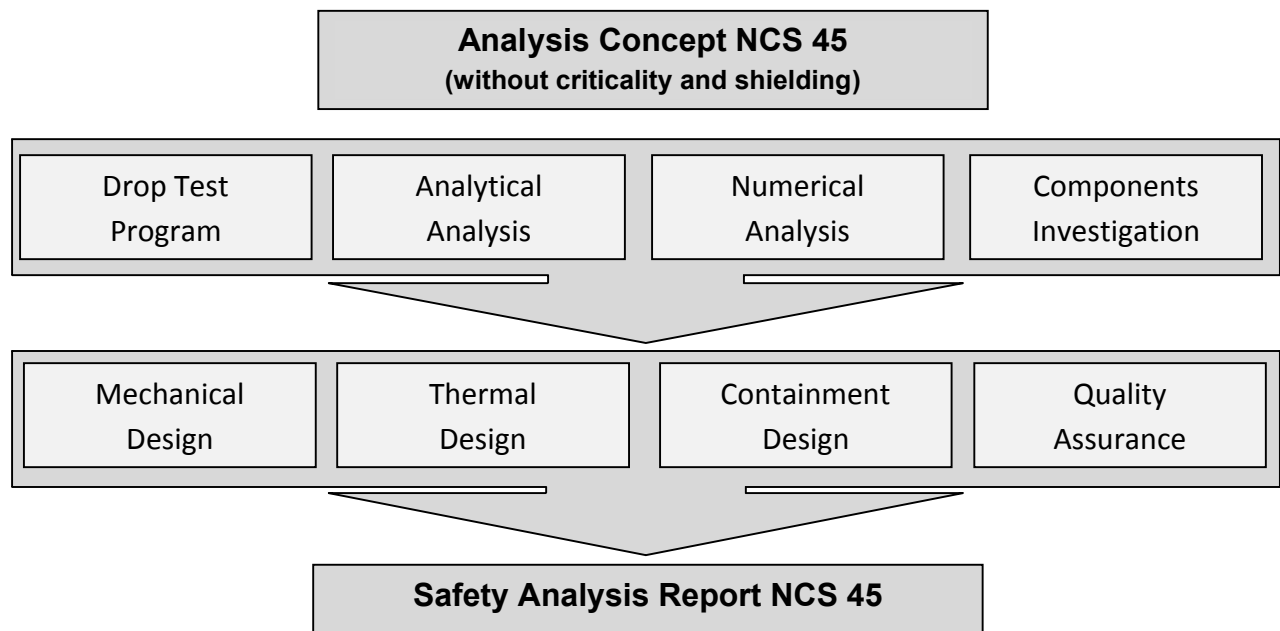 Analysis Concept NCS 45
(without criticality and shielding)
Drop Test
Program
Analytical
Analysis
Numerical
Analysis
Components
Investigation
Mechanical
Design
Thermal
Design
Containment
Design
Quality
Assurance
Safety Analysis Report NCS 45